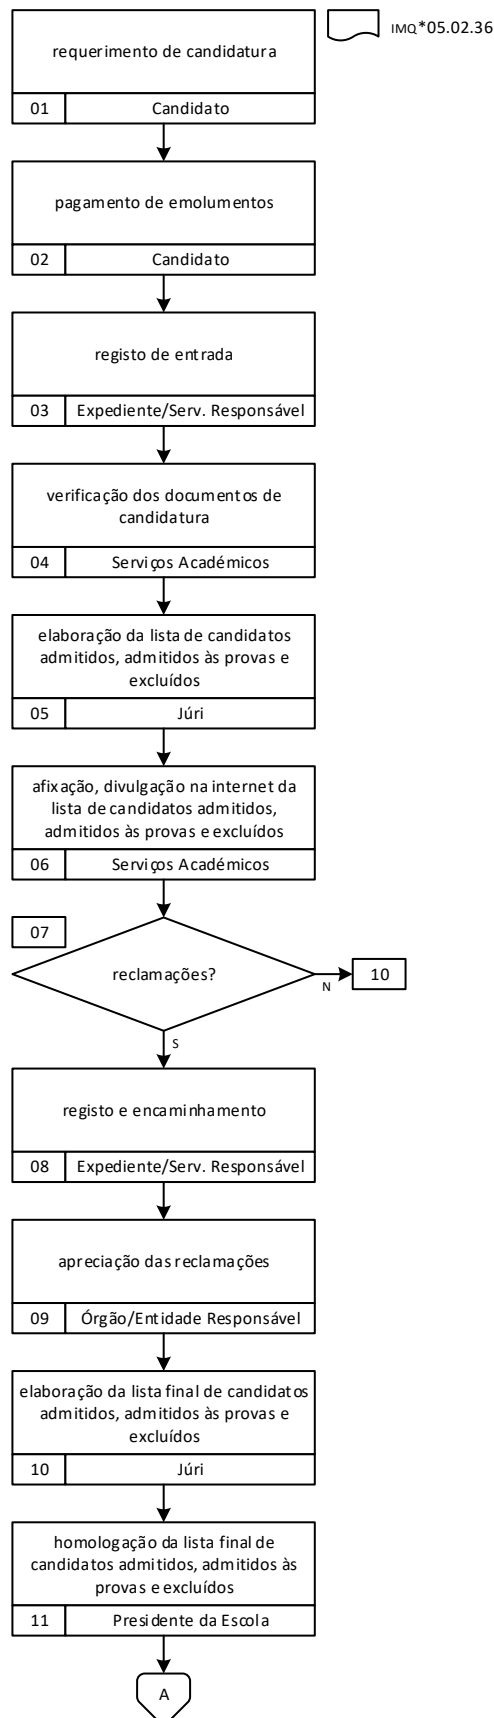 requerimento de candidatura
IMQ*05.02.36
01 Candidato
pagamento de emolumentos
02 Candidato
registo de entrada
03 Expediente/Serv. Responsável
verificação dos documentos de
candidatura
04 Serviços Académicos
elaboração da lista de candidatos
admitidos, admitidos às provas e
excluídos
05 Júri
afixação, divulgação na internet da
lista de candidatos admitidos,
admitidos às provas e excluídos
06 Serviços Académicos
07
reclamações?
N
10
S
registo e encaminhamento
08 Expediente/Serv. Responsável
apreciação das reclamações
09 Órgão/Entidade Responsável
elaboração da lista final de candidatos
admitidos, admitidos às provas e
excluídos
10 Júri
homologação da lista final de
candidatos admitidos, admitidos às
provas e excluídos
11 Presidente da Escola
A